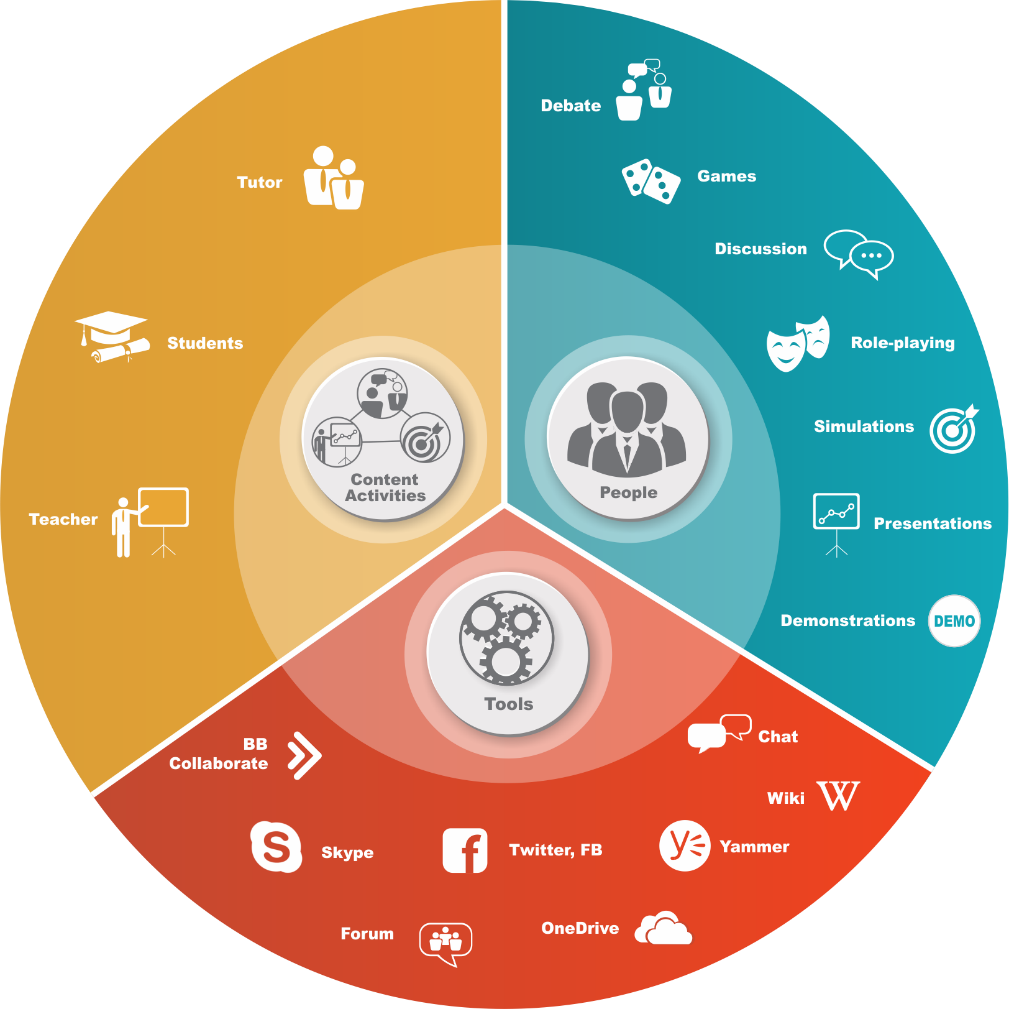 Tutor
Students
Teacher
Content
Activities
Debate
Games
Discussion
Role-playing
Simulations
Presentations
Demonstrations
DEMO
People
Tools
BB
Collaborate
Chat
Wiki
W
S
Skype
f
Twitter, FB
y
Yammer
Forum
OneDrive